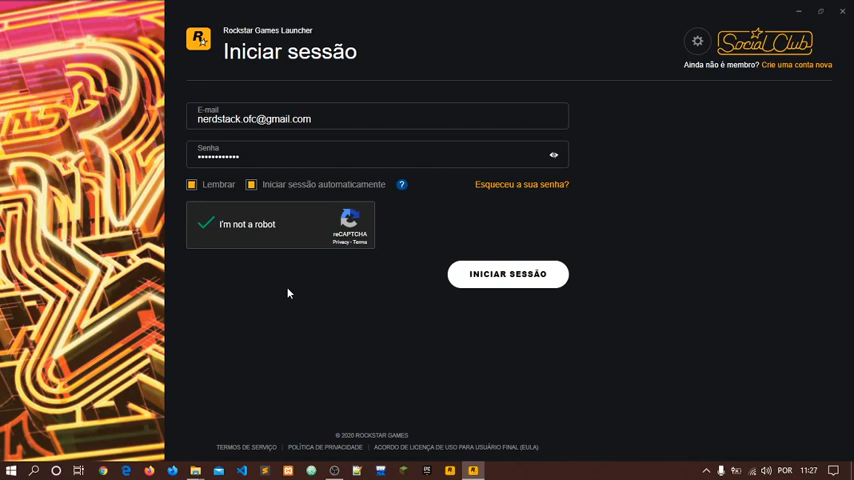 Rockstar Games Launcher
Iniciar sessão
Social Club
Ainda não é membro? Crie uma conta nova
E-mail
nerdstack.ofc@gmail.com
Senha
••••••••••••
Lembrar
Iniciar sessão automaticamente
?
Esqueceu a sua senha?
I'm not a robot
reCAPTCHA
Privacy - Terms
INICIAR SESSÃO
© 2020 ROCKSTAR GAMES
TERMOS DE SERVIÇO | POLÍTICA DE PRIVACIDADE | ACORDO DE LICENÇA DE USO PARA USUÁRIO FINAL (EULA)
POR 11:27